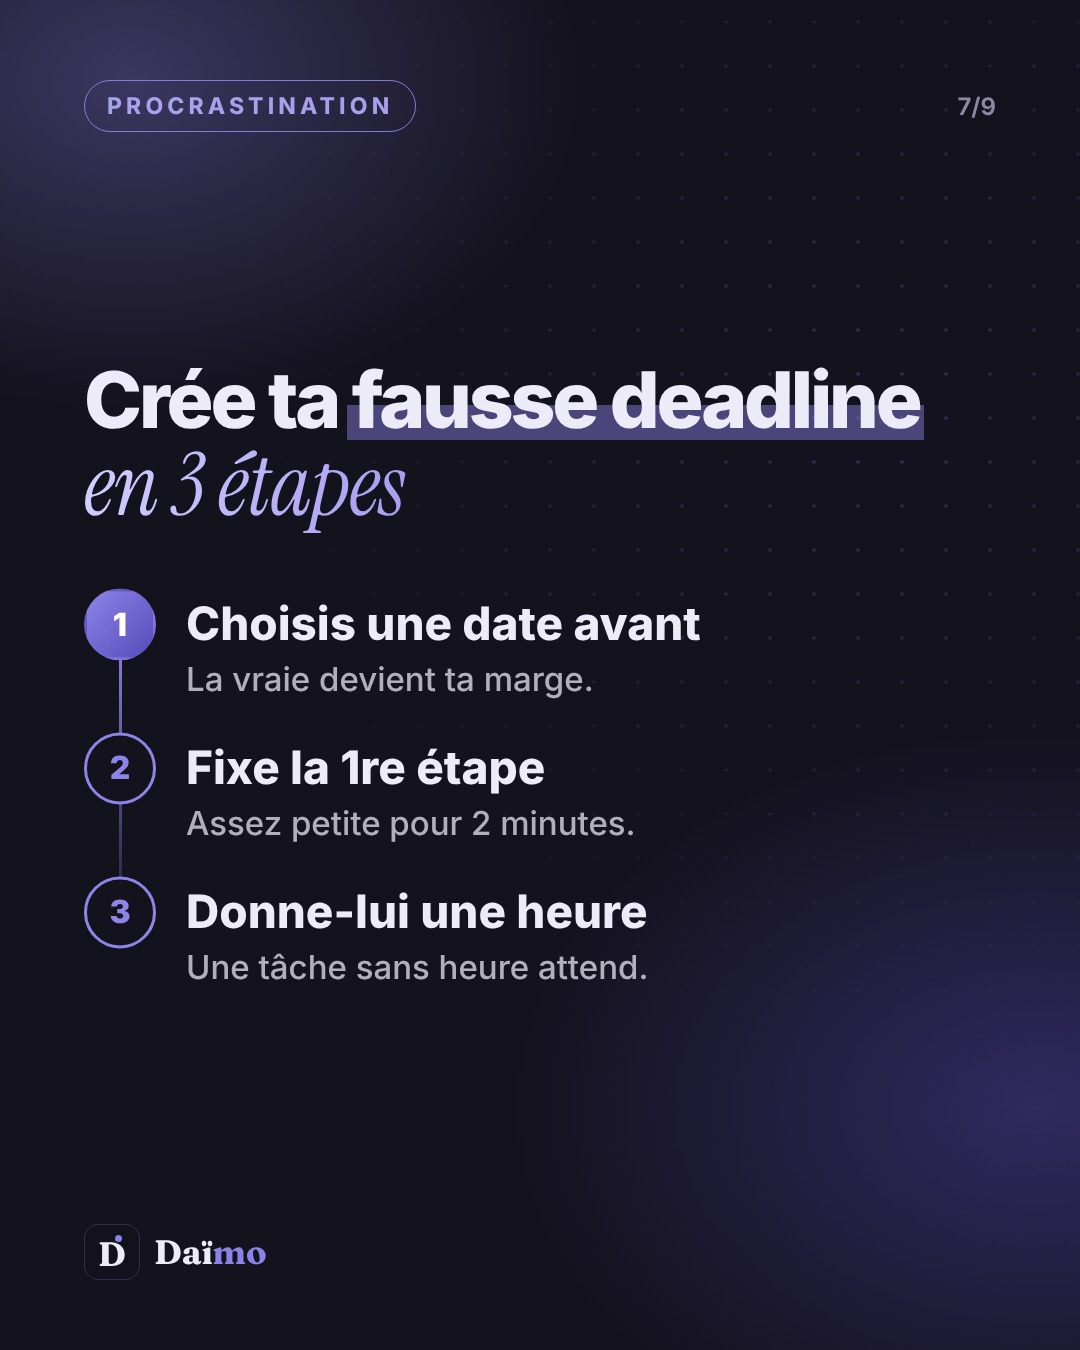 PROCRASTINATION
7/9
Crée ta fausse deadline
en 3 étapes
1
Choisis une date avant
La vraie devient ta marge.
2
Fixe la 1re étape
Assez petite pour 2 minutes.
3
Donne-lui une heure
Une tâche sans heure attend.
D
Daïmo